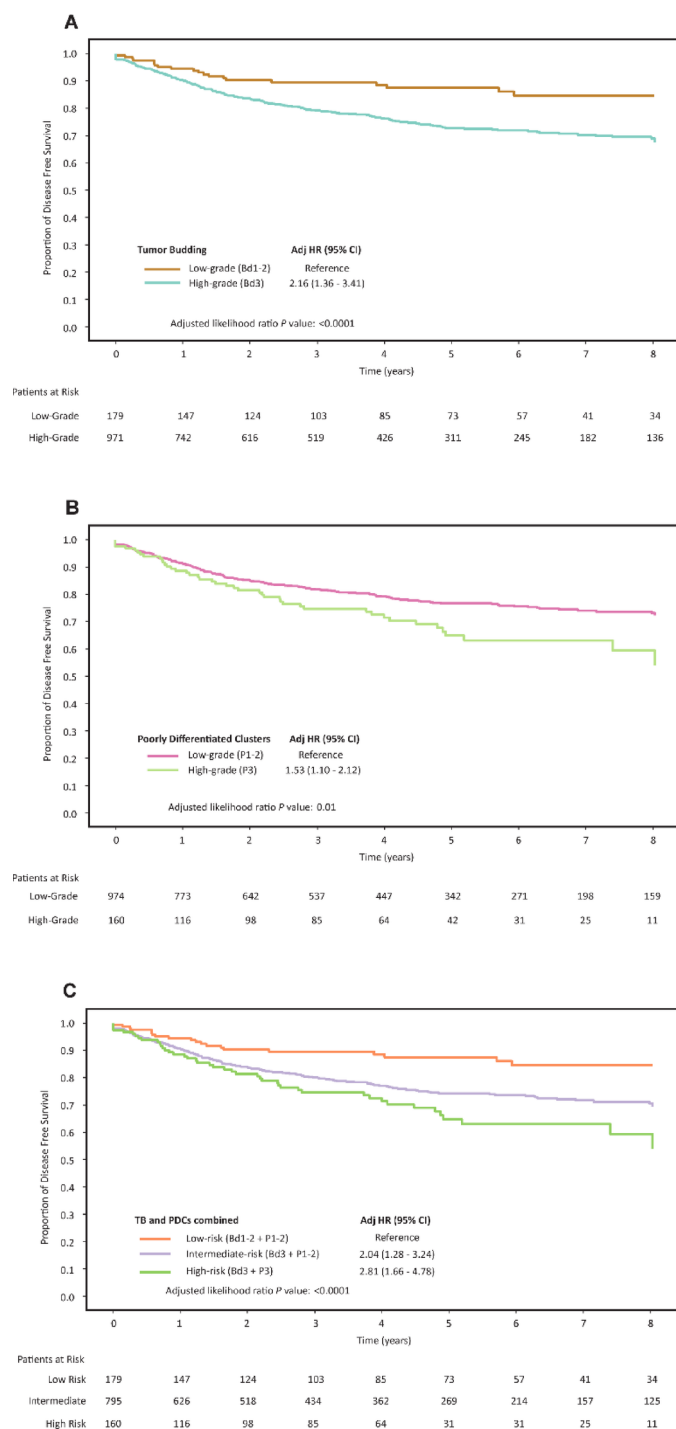 A
1.0
0.9
0.8
0.7
0.6
0.5
0.4
0.3
0.2
0.1
0.0
Proportion of Disease Free Survival
Tumor Budding Adj HR (95% CI)
Low-grade (Bd1-2) Reference
High-grade (Bd3) 2.16 (1.36 - 3.41)
Adjusted likelihood ratio P value: <0.0001
0 1 2 3 4 5 6 7 8
Time (years)
Patients at Risk
Low-Grade 179 147 124 103 85 73 57 41 34
High-Grade 971 742 616 519 426 311 245 182 136
B
1.0
0.9
0.8
0.7
0.6
0.5
0.4
0.3
0.2
0.1
0.0
Proportion of Disease Free Survival
Poorly Differentiated Clusters Adj HR (95% CI)
Low-grade (P1-2) Reference
High-grade (P3) 1.53 (1.10 - 2.12)
Adjusted likelihood ratio P value: 0.01
0 1 2 3 4 5 6 7 8
Time (years)
Patients at Risk
Low-Grade 974 773 642 537 447 342 271 198 159
High-Grade 160 116 98 85 64 42 31 25 11
C
1.0
0.9
0.8
0.7
0.6
0.5
0.4
0.3
0.2
0.1
0.0
Proportion of Disease Free Survival
TB and PDCs combined Adj HR (95% CI)
Low-risk (Bd1-2 + P1-2) Reference
Intermediate-risk (Bd3 + P1-2) 2.04 (1.28 - 3.24)
High-risk (Bd3 + P3) 2.81 (1.66 - 4.78)
Adjusted likelihood ratio P value: <0.0001
0 1 2 3 4 5 6 7 8
Time (years)
Patients at Risk
Low Risk 179 147 124 103 85 73 57 41 34
Intermediate 795 626 518 434 362 269 214 157 125
High Risk 160 116 98 85 64 31 31 25 11